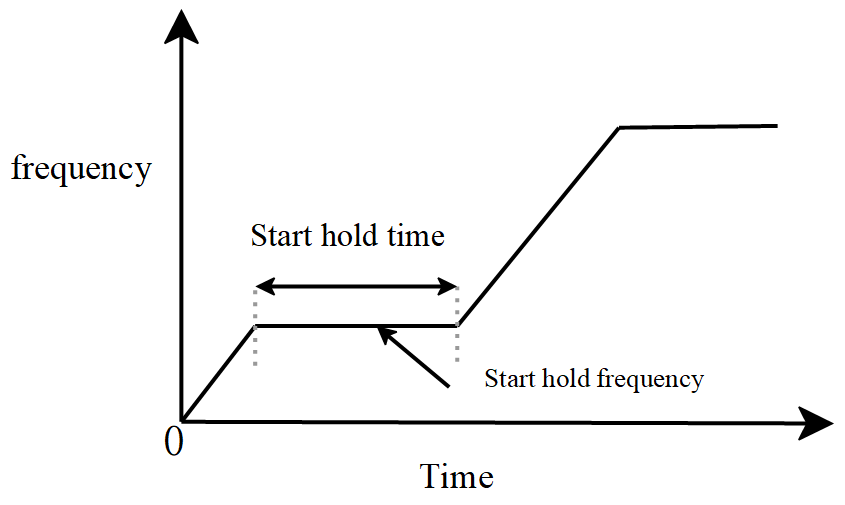 frequency
Start hold time
Start hold frequency
0
Time